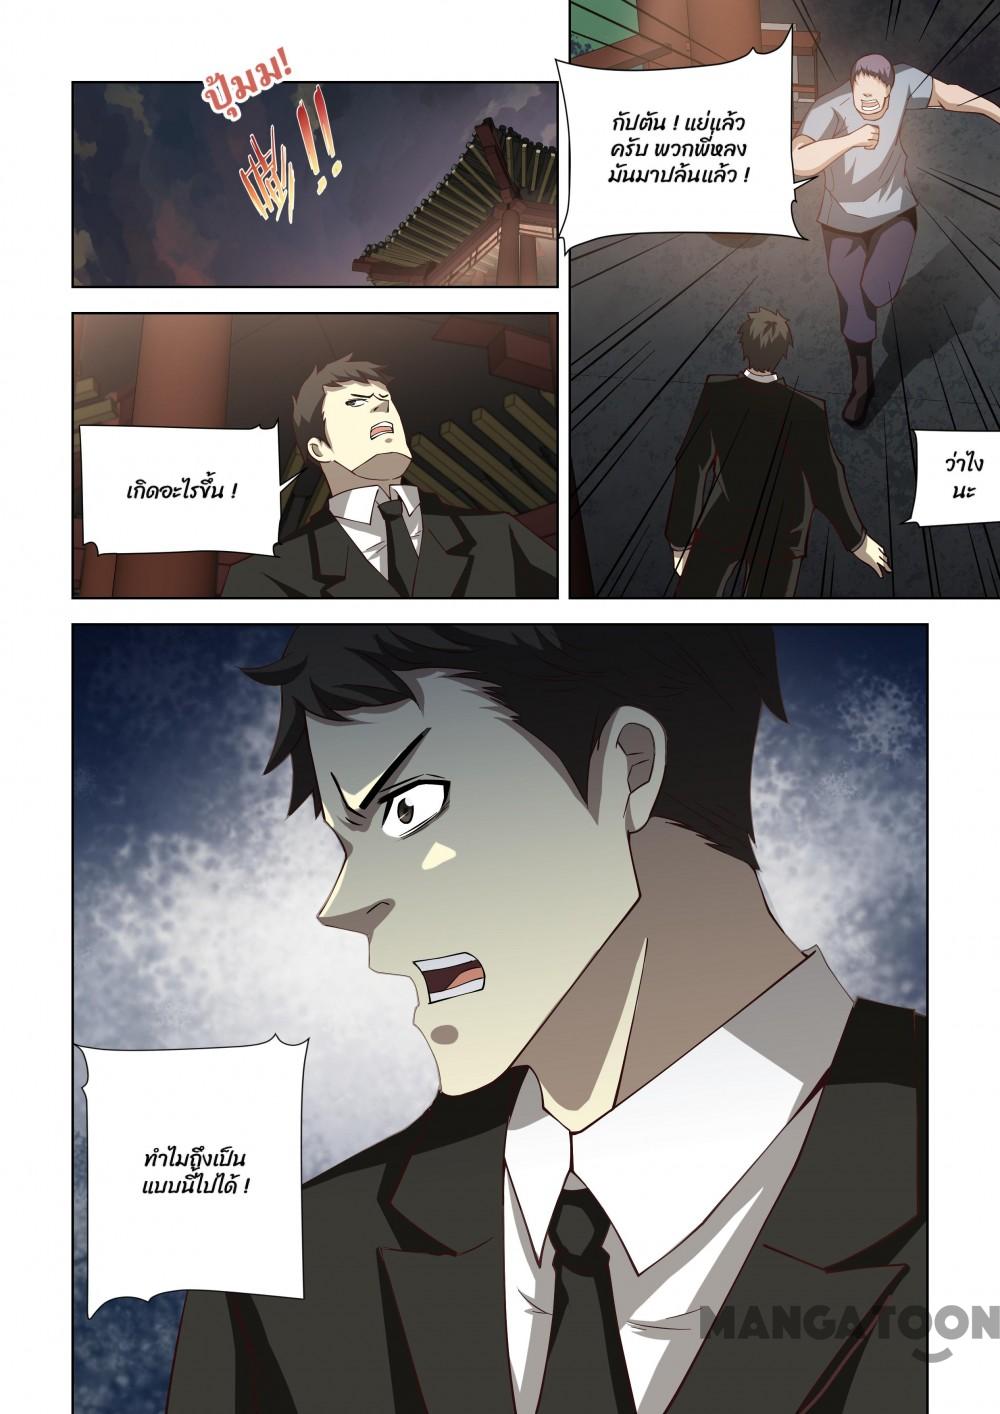 ปุ้มม!
!!
เกิดอะไรขึ้น !
กัปตัน ! แย่แล้ว
ครับ พวกพี่หลง
มันมาปล้นแล้ว !
ว่าไง
นะ
ทำไมถึงเป็น
แบบนี้ไปได้ !
MANGATOON